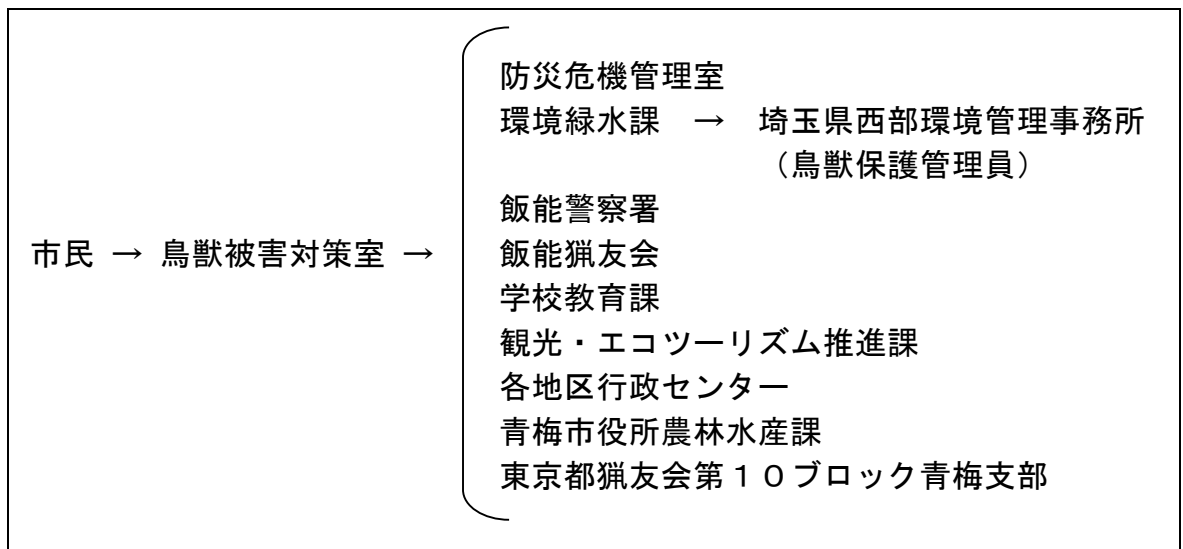 防災危機管理室
環境緑水課　→　埼玉県西部環境管理事務所
（鳥獣保護管理員）
飯能警察署
市民 → 鳥獣被害対策室 →
飯能猟友会
学校教育課
観光・エコツーリズム推進課
各地区行政センター
青梅市役所農林水産課
東京都猟友会第１０ブロック青梅支部